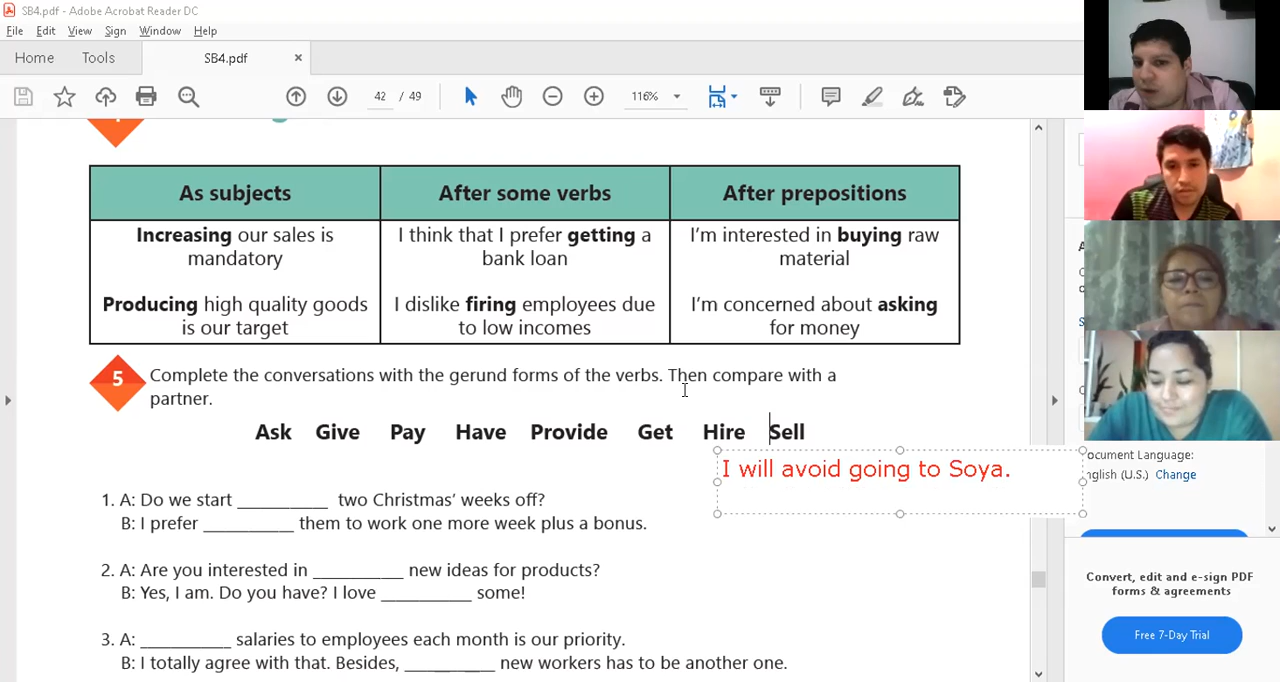 SB4.pdf - Adobe Acrobat Reader DC
File Edit View Sign Window Help
Home Tools SB4.pdf ×
42 / 49 116%
As subjects After some verbs After prepositions
Increasing our sales is mandatory
I think that I prefer getting a bank loan
I'm interested in buying raw material
Producing high quality goods is our target
I dislike firing employees due to low incomes
I'm concerned about asking for money
5 Complete the conversations with the gerund forms of the verbs. Then compare with a
partner.
Ask Give Pay Have Provide Get Hire Sell
I will avoid going to Soya.
1. A: Do we start __________ two Christmas' weeks off?
B: I prefer __________ them to work one more week plus a bonus.
2. A: Are you interested in __________ new ideas for products?
B: Yes, I am. Do you have? I love __________ some!
3. A: __________ salaries to employees each month is our priority.
B: I totally agree with that. Besides, __________ new workers has to be another one.
ocument Language:
nglish (U.S.) Change
Convert, edit and e-sign PDF
forms & agreements
Free 7-Day Trial